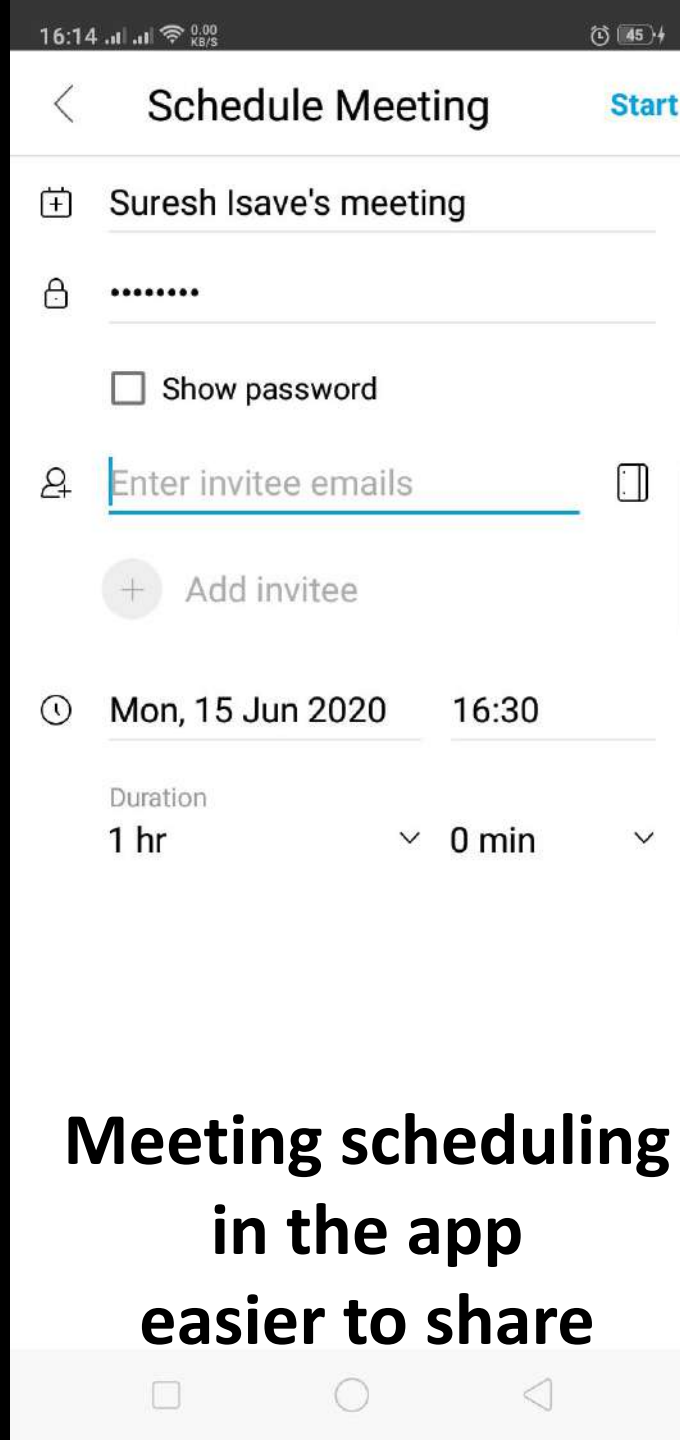 16:14 0.00 KB/S 45
Schedule Meeting Start
Suresh Isave's meeting
••••••••
Show password
Enter invitee emails
Add invitee
Mon, 15 Jun 2020 16:30
Duration
1 hr 0 min
Meeting scheduling
in the app
easier to share